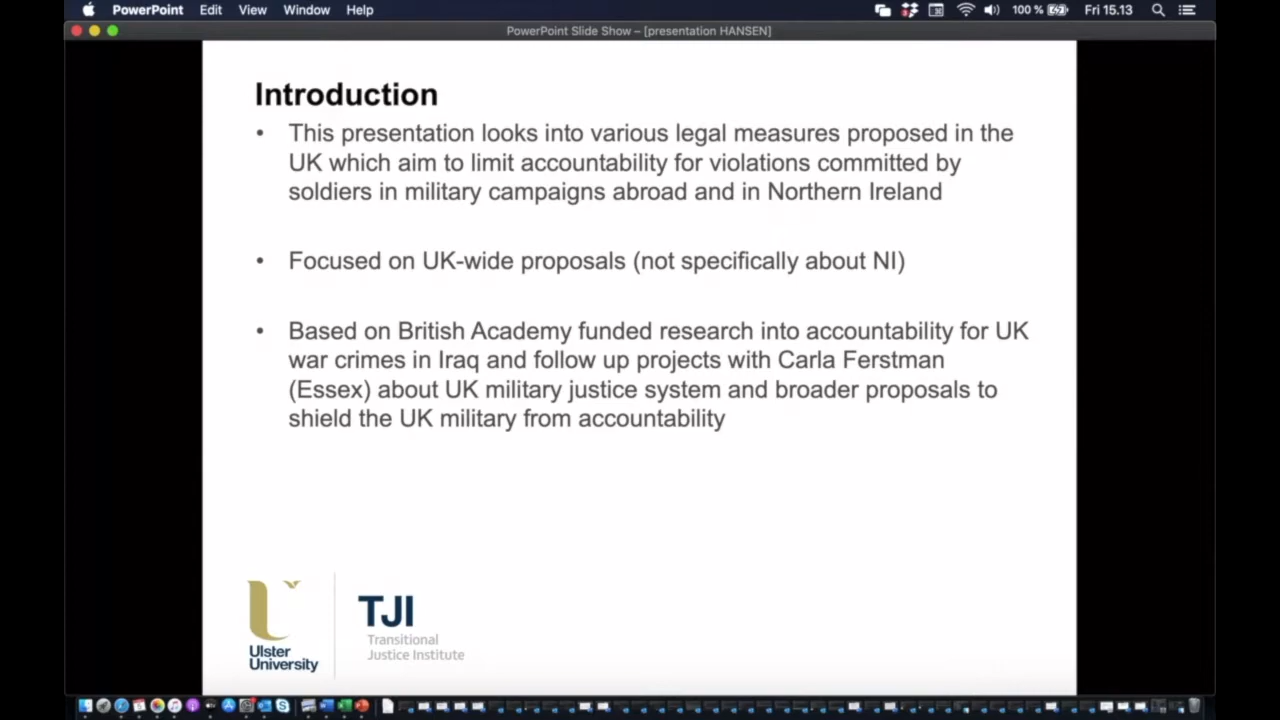 PowerPoint Edit View Window Help 100 % Fri 15.13
PowerPoint Slide Show – [presentation HANSEN]
Introduction
• This presentation looks into various legal measures proposed in the
UK which aim to limit accountability for violations committed by
soldiers in military campaigns abroad and in Northern Ireland
• Focused on UK-wide proposals (not specifically about NI)
• Based on British Academy funded research into accountability for UK
war crimes in Iraq and follow up projects with Carla Ferstman
(Essex) about UK military justice system and broader proposals to
shield the UK military from accountability
Ulster
University
TJI
Transitional
Justice Institute